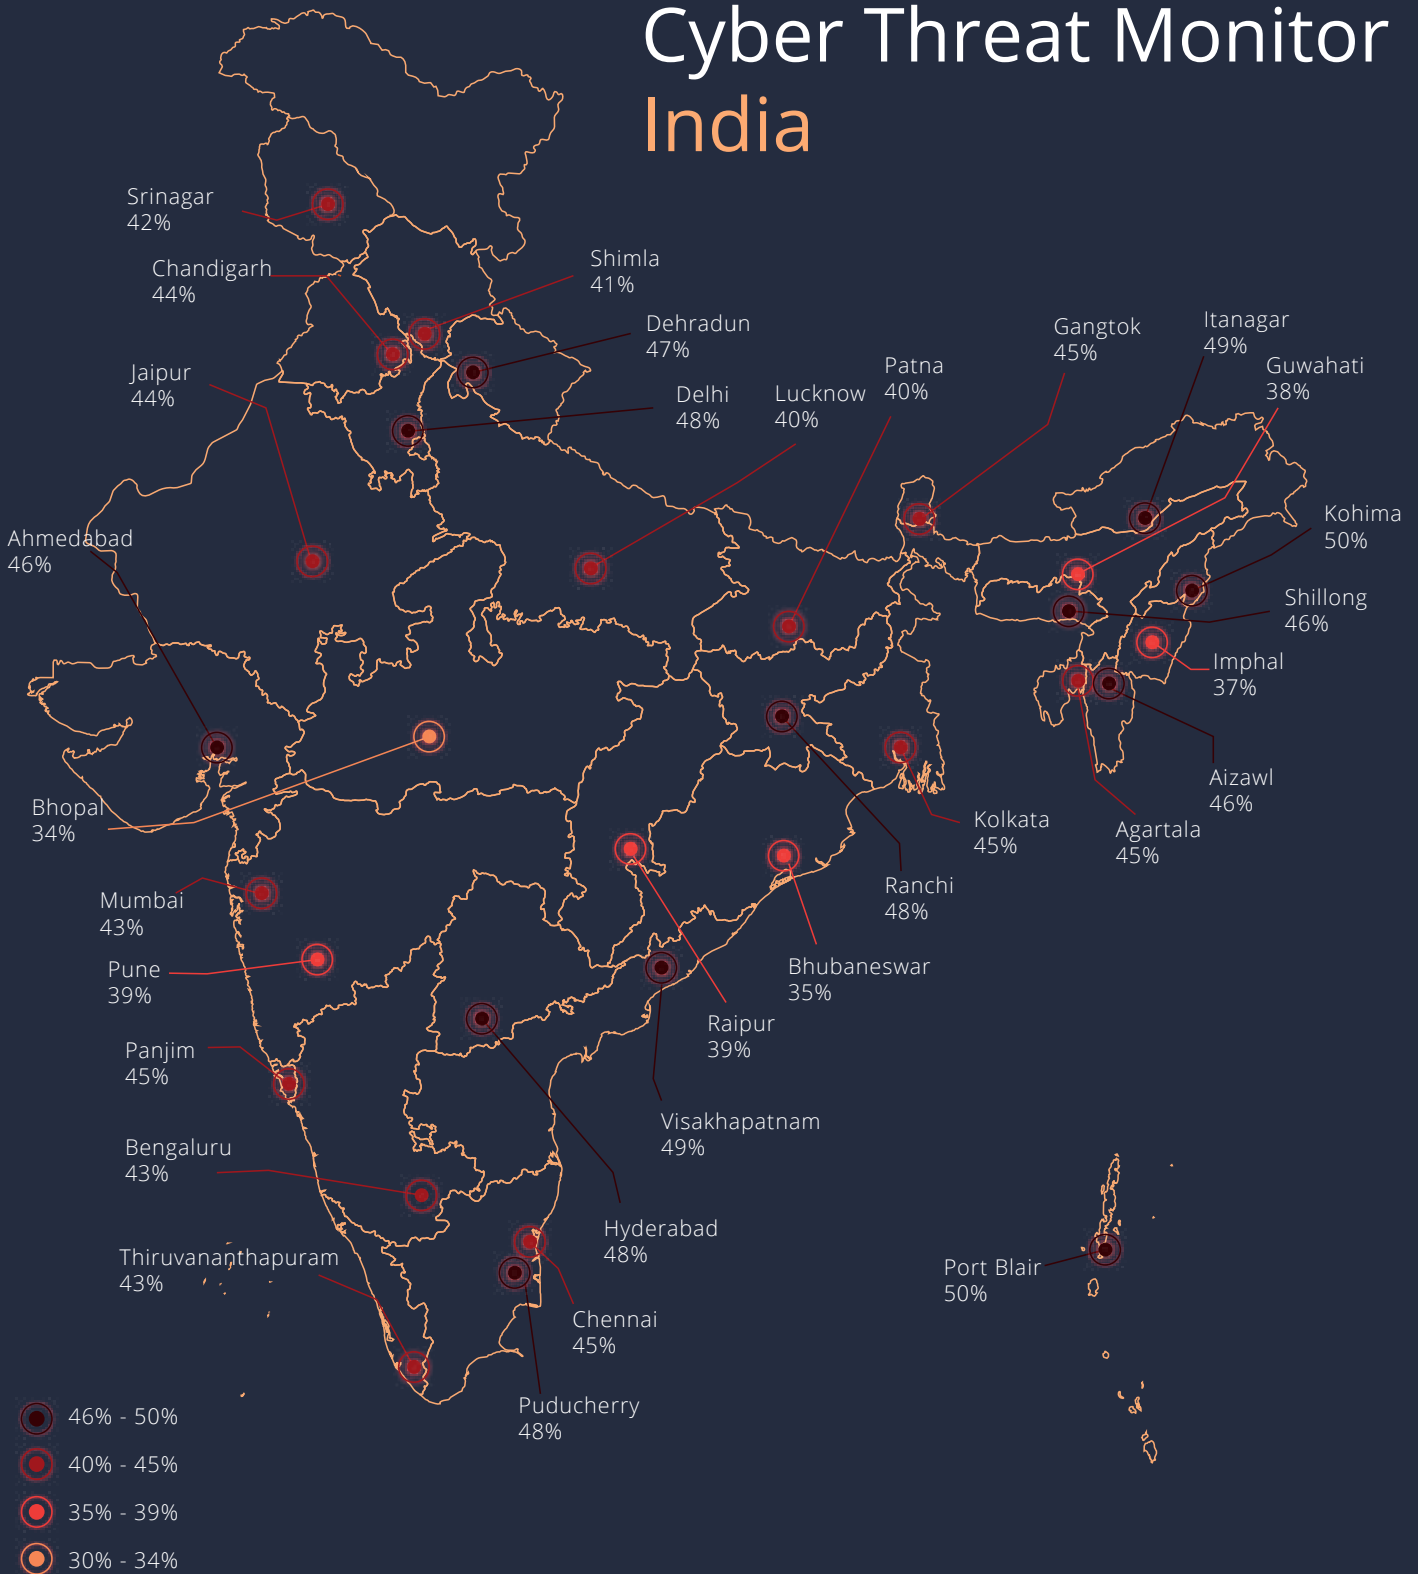 Cyber Threat Monitor
India
Srinagar
42%
Chandigarh
44%
Shimla
41%
Dehradun
47%
Jaipur
44%
Delhi
48%
Lucknow
40%
Patna
40%
Gangtok
45%
Itanagar
49%
Guwahati
38%
Kohima
50%
Ahmedabad
46%
Shillong
46%
Imphal
37%
Aizawl
46%
Agartala
45%
Bhopal
34%
Kolkata
45%
Ranchi
48%
Mumbai
43%
Pune
39%
Bhubaneswar
35%
Raipur
39%
Panjim
45%
Visakhapatnam
49%
Bengaluru
43%
Hyderabad
48%
Thiruvananthapuram
43%
Port Blair
50%
Chennai
45%
Puducherry
48%
46% - 50%
40% - 45%
35% - 39%
30% - 34%